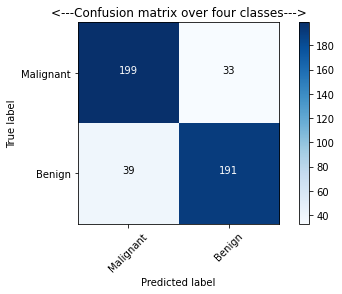 <---Confusion matrix over four classes--->
True label
Malignant
199
33
Benign
39
191
Malignant
Benign
Predicted label
180
160
140
120
100
80
60
40